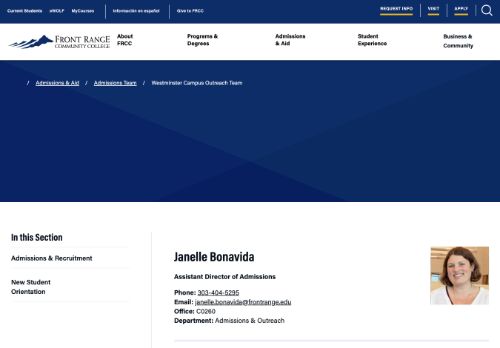 Current Students eWOLF MyCourses Información en español Give to FRCC REQUEST INFO VISIT APPLY
FRONT RANGE
COMMUNITY COLLEGE
About
FRCC
Programs &
Degrees
Admissions
& Aid
Student
Experience
Business &
Community
/ Admissions & Aid / Admissions Team / Westminster Campus Outreach Team
In this Section
Admissions & Recruitment
New Student
Orientation
Janelle Bonavida
Assistant Director of Admissions
Phone: 303-404-5295
Email: janelle.bonavida@frontrange.edu
Office: C0260
Department: Admissions & Outreach